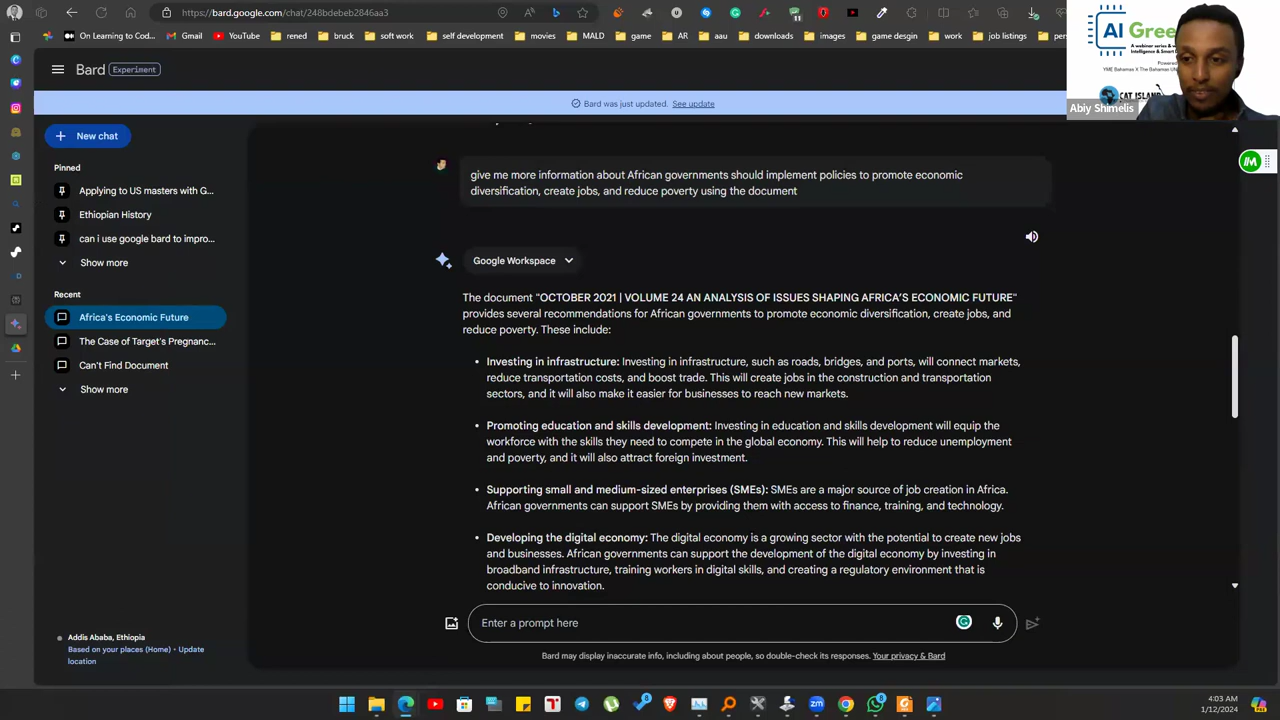 https://bard.google.com/chat/248bdebeb2846aa3
On Learning to Cod...
Gmail
YouTube
rened
bruck
soft development
movies
MALD
game
AR
aau
downloads
images
game desgin
work
job listings
per
AI Gree
A webinar series & w
Intelligence & Smart
Powered
YME Bahamas X The Bahamas UN
CAT ISLAND
Abiy Shimelis
Bard
Experiment
Bard was just updated. See update
New chat
Pinned
Applying to US masters with G...
Ethiopian History
can i use google bard to impro...
Show more
Recent
Africa's Economic Future
The Case of Target's Pregnanc...
Can't Find Document
Show more
Addis Ababa, Ethiopia
Based on your places (Home) • Update
location
give me more information about African governments should implement policies to promote economic
diversification, create jobs, and reduce poverty using the document
Google Workspace
The document "OCTOBER 2021 | VOLUME 24 AN ANALYSIS OF ISSUES SHAPING AFRICA'S ECONOMIC FUTURE"
provides several recommendations for African governments to promote economic diversification, create jobs, and
reduce poverty. These include:
• Investing in infrastructure: Investing in infrastructure, such as roads, bridges, and ports, will connect markets,
reduce transportation costs, and boost trade. This will create jobs in the construction and transportation
sectors, and it will also make it easier for businesses to reach new markets.
• Promoting education and skills development: Investing in education and skills development will equip the
workforce with the skills they need to compete in the global economy. This will help to reduce unemployment
and poverty, and it will also attract foreign investment.
• Supporting small and medium-sized enterprises (SMEs): SMEs are a major source of job creation in Africa.
African governments can support SMEs by providing them with access to finance, training, and technology.
• Developing the digital economy: The digital economy is a growing sector with the potential to create new jobs
and businesses. African governments can support the development of the digital economy by investing in
broadband infrastructure, training workers in digital skills, and creating a regulatory environment that is
conducive to innovation.
Enter a prompt here
Bard may display inaccurate info, including about people, so double-check its responses. Your privacy & Bard
4:03 AM
1/12/2024